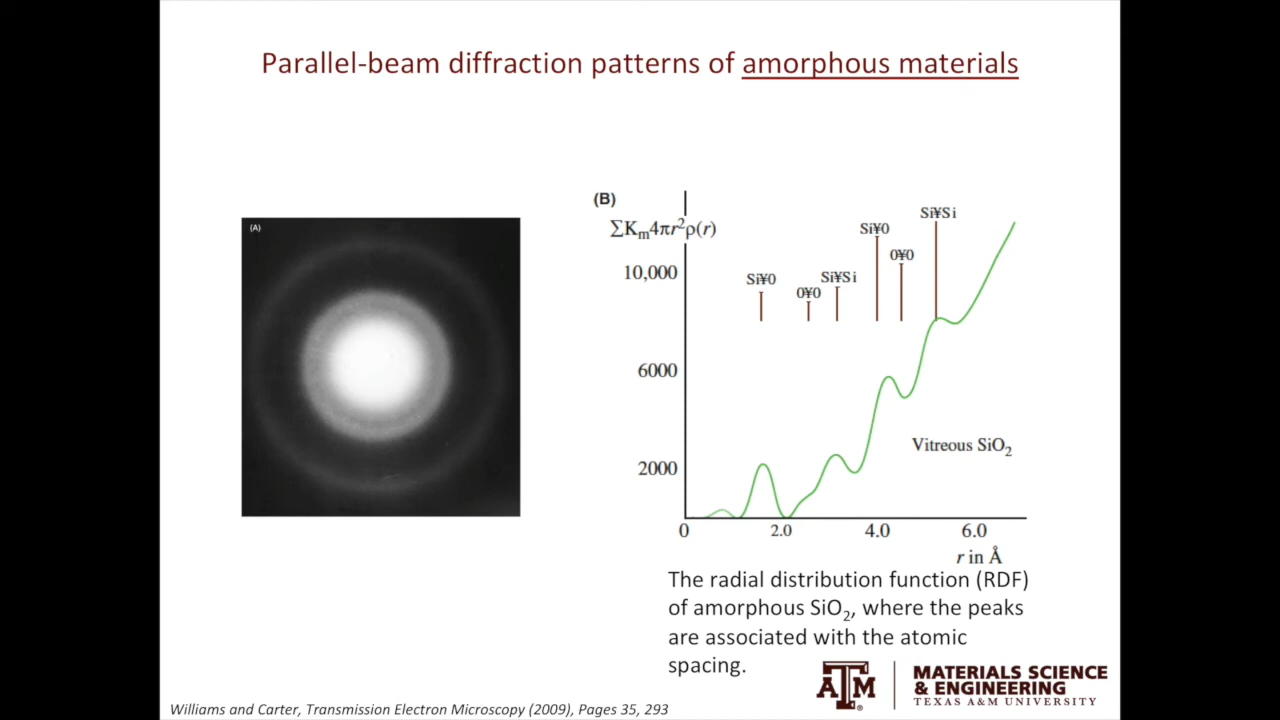 Parallel-beam diffraction patterns of amorphous materials
(A)
(B)
∑Kₘ4πr²ρ(r)
10,000
6000
2000
0
2.0
4.0
6.0
r in Å
Si¥0
0¥0
Si¥Si
Si¥0
0¥0
Si¥Si
Vitreous SiO₂
The radial distribution function (RDF)
of amorphous SiO₂, where the peaks
are associated with the atomic
spacing.
ATM
®
MATERIALS SCIENCE
& ENGINEERING
TEXAS A&M UNIVERSITY
Williams and Carter, Transmission Electron Microscopy (2009), Pages 35, 293